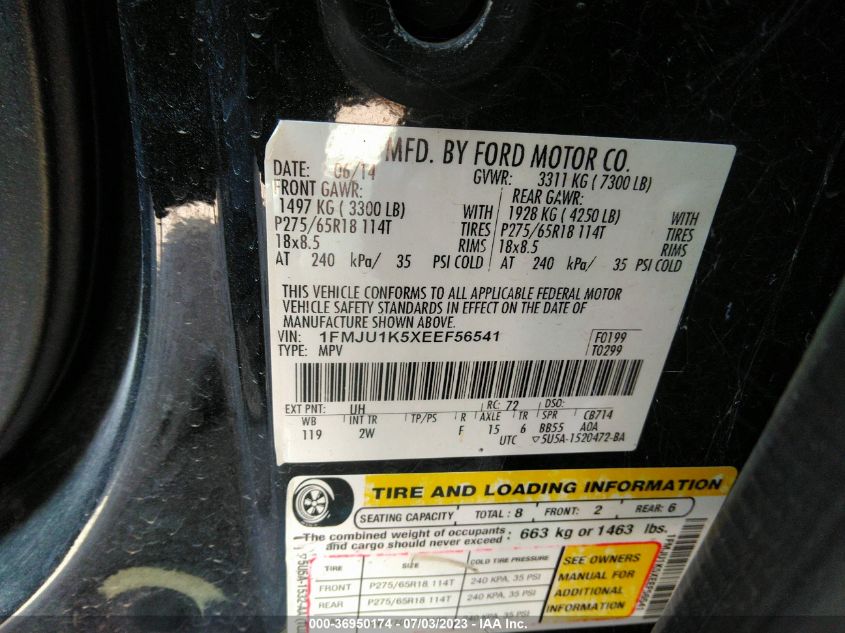 MFD. BY FORD MOTOR CO.
DATE: 06/14 GVWR: 3311 KG ( 7300 LB)
FRONT GAWR: REAR GAWR:
1497 KG ( 3300 LB) WITH 1928 KG ( 4250 LB) WITH
P275/65R18 114T TIRES P275/65R18 114T TIRES
18x8.5 RIMS 18x8.5 RIMS
AT 240 kPa/ 35 PSI COLD AT 240 kPa/ 35 PSI COLD
THIS VEHICLE CONFORMS TO ALL APPLICABLE FEDERAL MOTOR
VEHICLE SAFETY STANDARDS IN EFFECT ON THE DATE OF
MANUFACTURE SHOWN ABOVE.
VIN: 1FMJU1K5XEEF56541 F0199
TYPE: MPV T0299
EXT PNT: UH RC: 72 DSO:
WB INT TR TP/PS R AXLE TR SPR CB714
119 2W F 15 6 BB55 AOA
UTC ▽5U5A-1520472-BA
TIRE AND LOADING INFORMATION
SEATING CAPACITY TOTAL : 8 FRONT: 2 REAR: 6
The combined weight of occupants
and cargo should never exceed : 663 kg or 1463 lbs.
TIRE SIZE COLD TIRE PRESSURE
FRONT P275/65R18 114T 240 KPA, 35 PSI
REAR P275/65R18 114T 240 KPA, 35 PSI
SEE OWNERS
MANUAL FOR
ADDITIONAL
INFORMATION
000-36950174 - 07/03/2023 - IAA Inc.